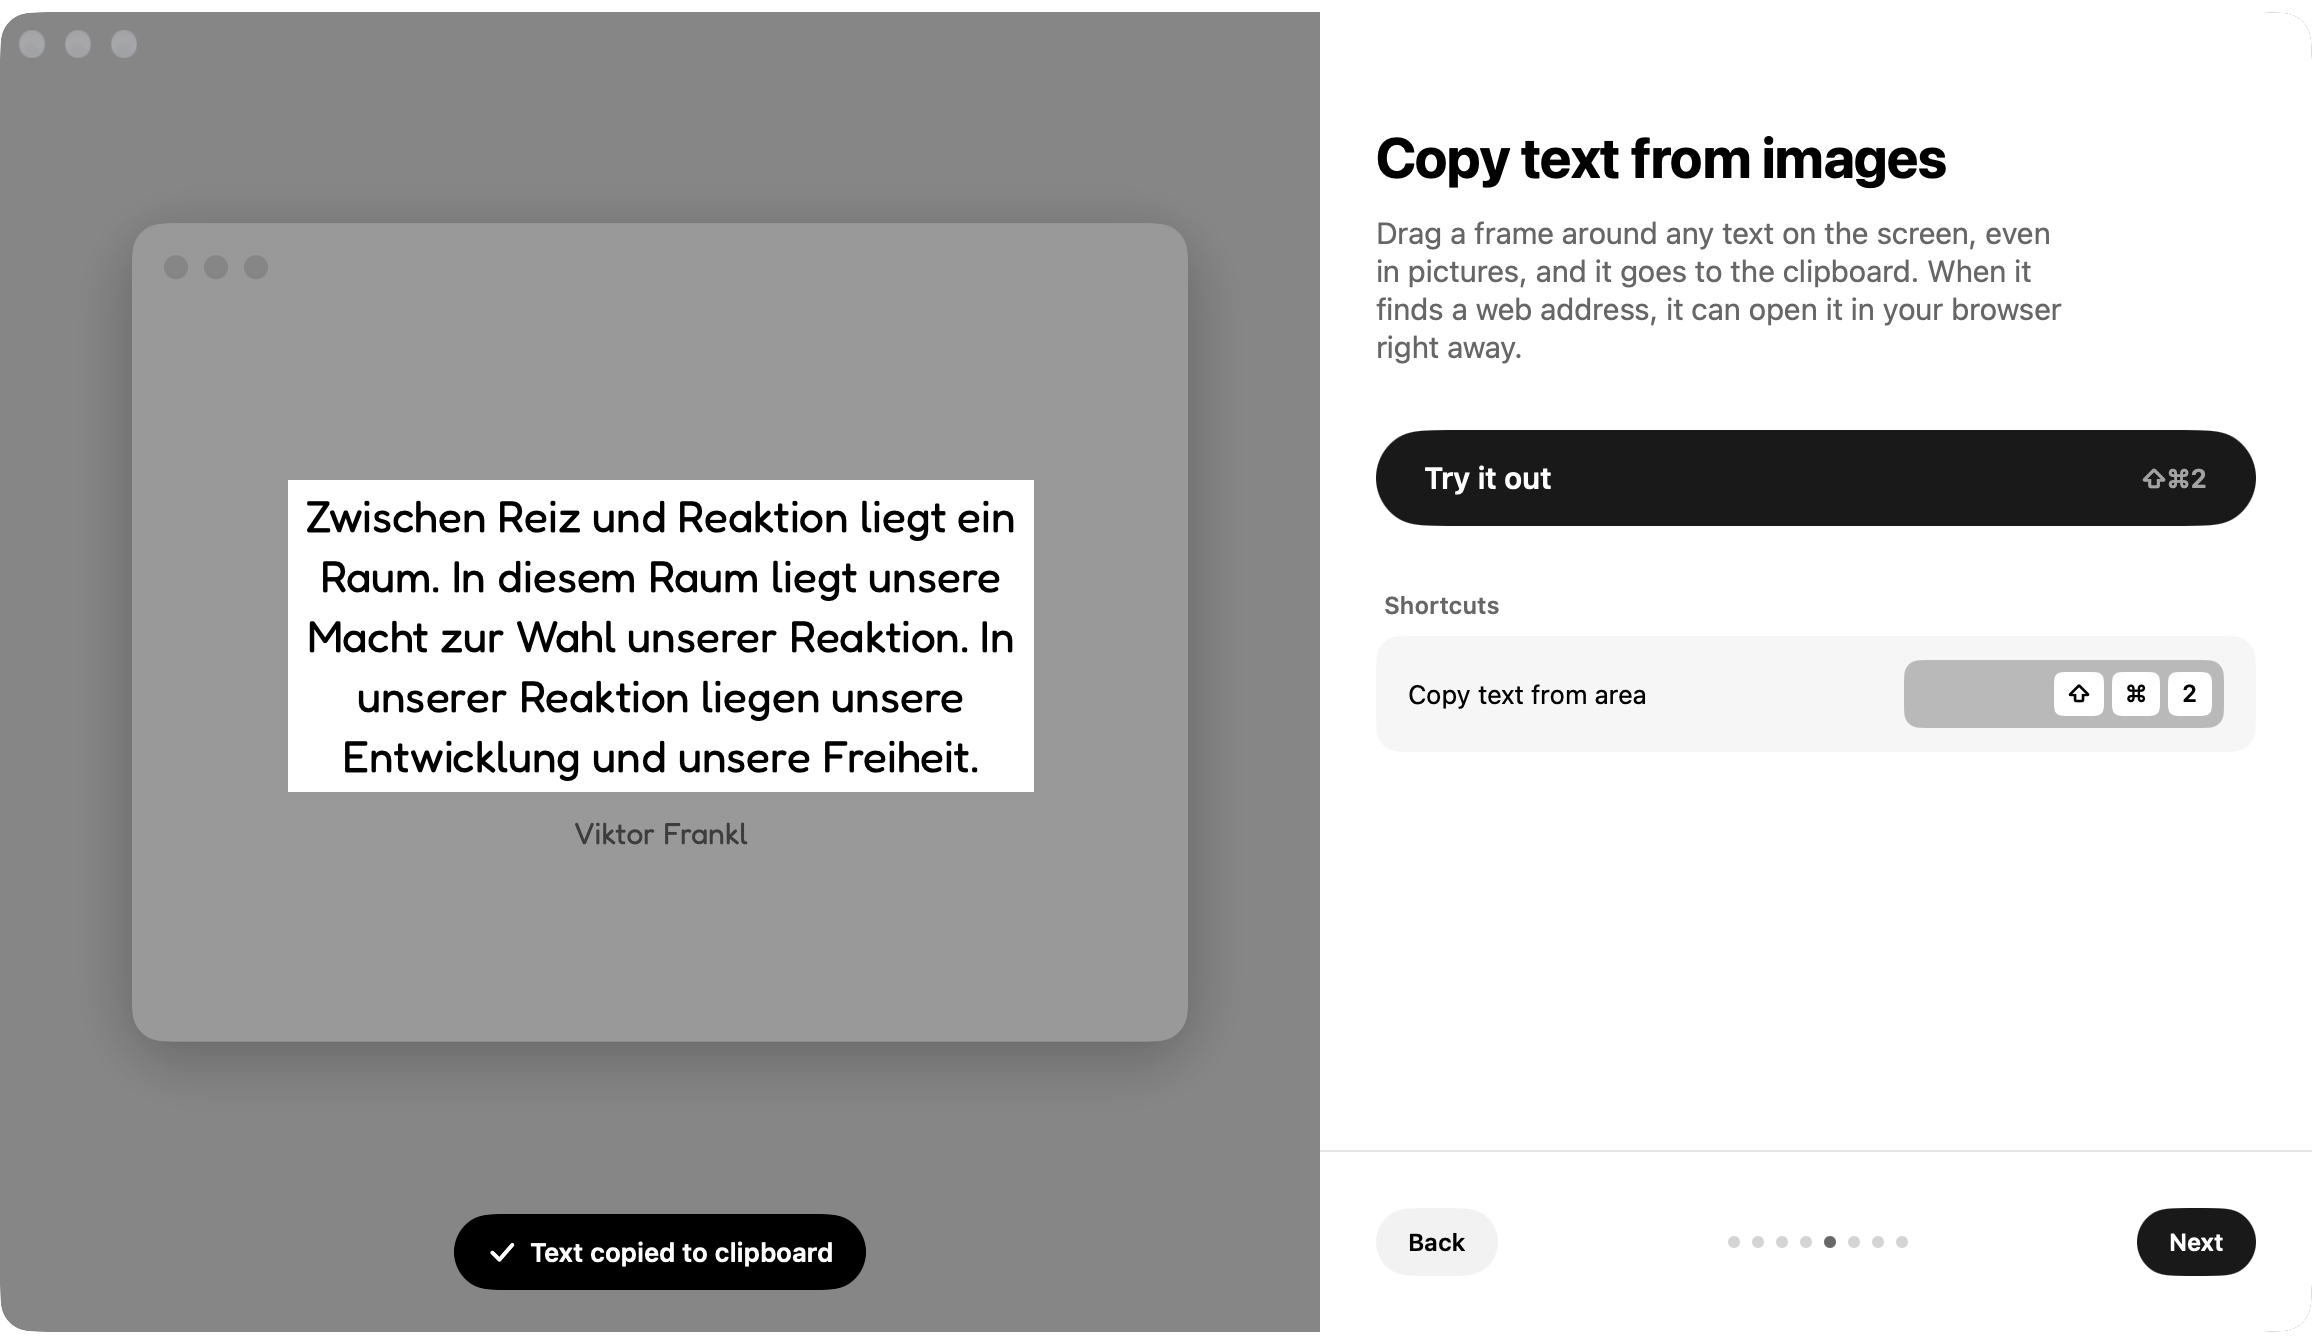 Zwischen Reiz und Reaktion liegt ein
Raum. In diesem Raum liegt unsere
Macht zur Wahl unserer Reaktion. In
unserer Reaktion liegen unsere
Entwicklung und unsere Freiheit.
Viktor Frankl
✓ Text copied to clipboard
Copy text from images
Drag a frame around any text on the screen, even
in pictures, and it goes to the clipboard. When it
finds a web address, it can open it in your browser
right away.
Try it out ⇧⌘2
Shortcuts
Copy text from area ⇧ ⌘ 2
Back
Next